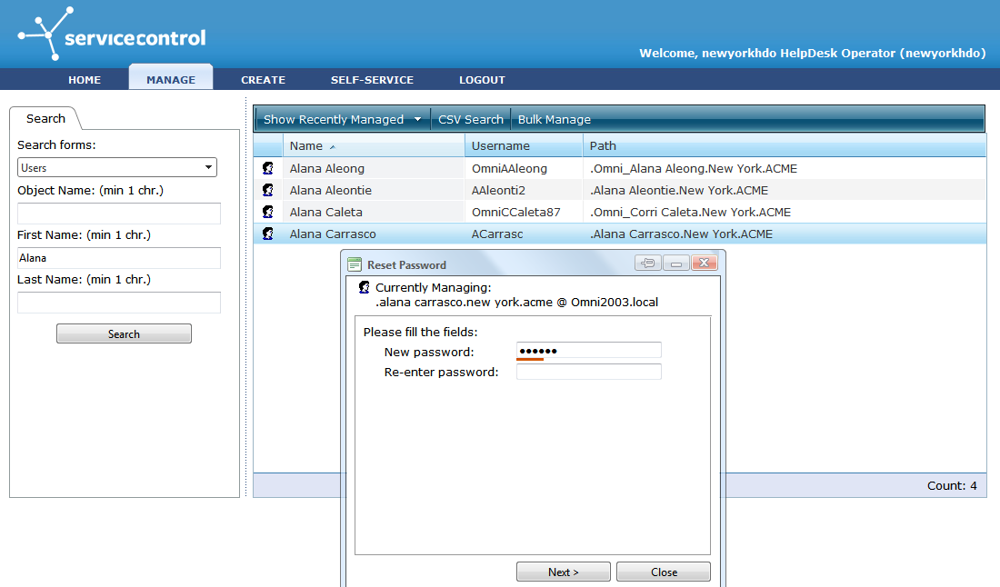 servicecontrol
Welcome, newyorkhdo HelpDesk Operator (newyorkhdo)
HOME MANAGE CREATE SELF-SERVICE LOGOUT
Search
Search forms:
Users
Object Name: (min 1 chr.)
First Name: (min 1 chr.)
Alana
Last Name: (min 1 chr.)
Search
Show Recently Managed CSV Search Bulk Manage
Name Username Path
Alana Aleong OmniAAleong .Omni_Alana Aleong.New York.ACME
Alana Aleontie AAleonti2 .Alana Aleontie.New York.ACME
Alana Caleta OmniCCaleta87 .Omni_Corri Caleta.New York.ACME
Alana Carrasco ACarrasc .Alana Carrasco.New York.ACME
Reset Password
Currently Managing:
.alana carrasco.new york.acme @ Omni2003.local
Please fill the fields:
New password: ••••••
Re-enter password:
Next > Close
Count: 4